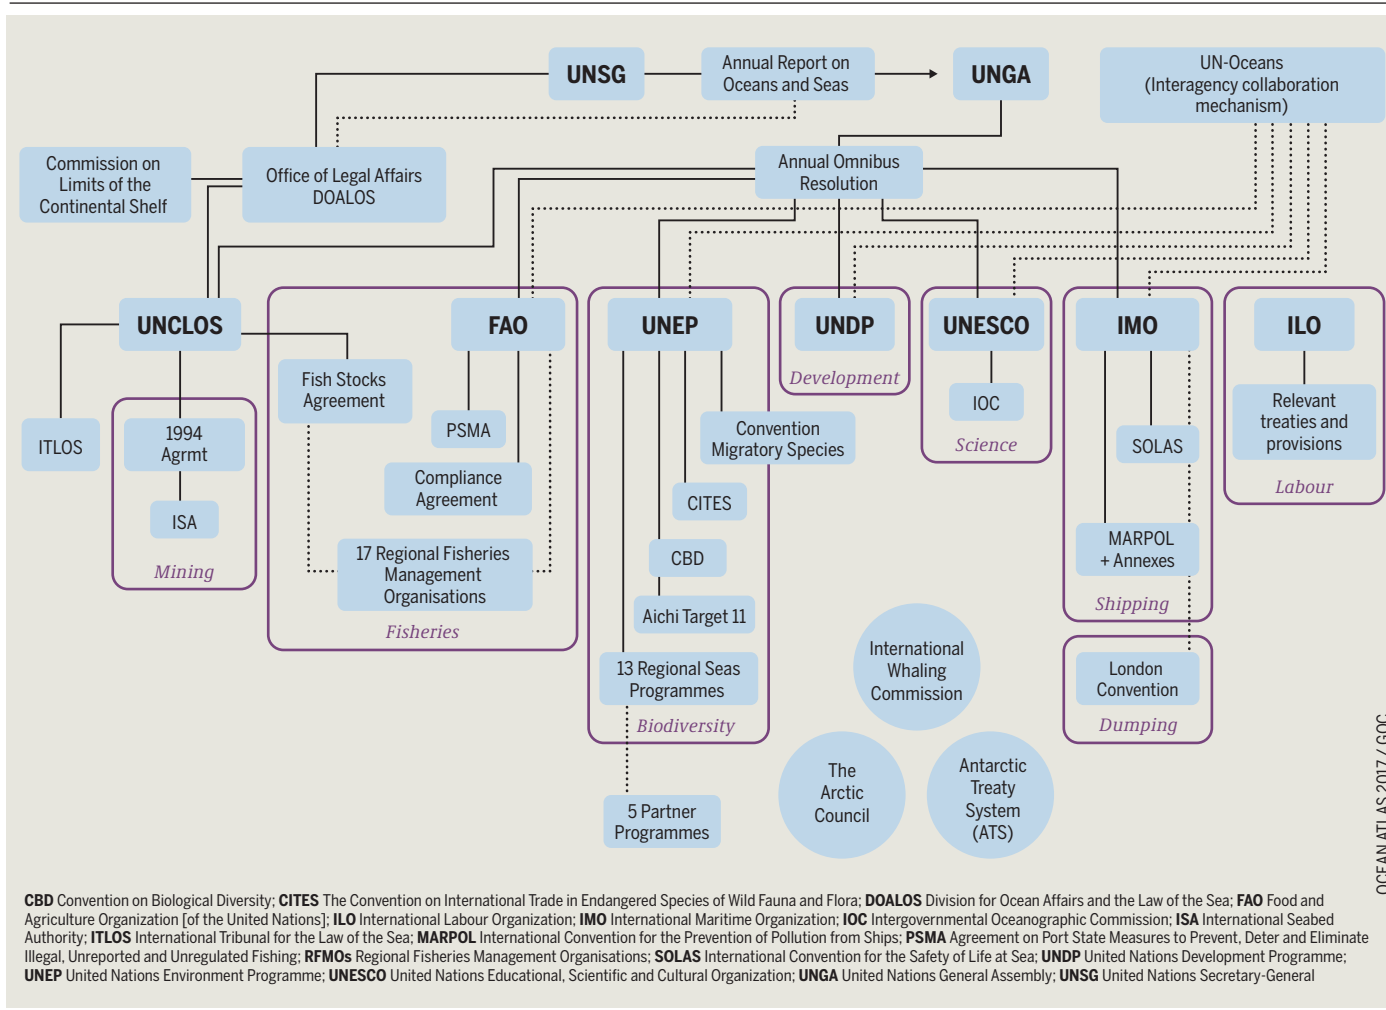 UNSG
Annual Report on
Oceans and Seas
UNGA
UN-Oceans
(Interagency collaboration
mechanism)
Commission on
Limits of the
Continental Shelf
Office of Legal Affairs
DOALOS
Annual Omnibus
Resolution
UNCLOS
FAO
UNEP
UNDP
UNESCO
IMO
ILO
ITLOS
1994
Agrmt
ISA
Mining
Fish Stocks
Agreement
PSMA
Compliance
Agreement
17 Regional Fisheries
Management
Organisations
Fisheries
Convention
Migratory Species
CITES
CBD
Aichi Target 11
13 Regional Seas
Programmes
Biodiversity
5 Partner
Programmes
Development
IOC
Science
SOLAS
MARPOL
+ Annexes
Shipping
London
Convention
Dumping
Relevant
treaties and
provisions
Labour
International
Whaling
Commission
The
Arctic
Council
Antarctic
Treaty
System
(ATS)
OCEAN ATLAS 2017 / GOC
CBD Convention on Biological Diversity; CITES The Convention on International Trade in Endangered Species of Wild Fauna and Flora; DOALOS Division for Ocean Affairs and the Law of the Sea; FAO Food and
Agriculture Organization [of the United Nations]; ILO International Labour Organization; IMO International Maritime Organization; IOC Intergovernmental Oceanographic Commission; ISA International Seabed
Authority; ITLOS International Tribunal for the Law of the Sea; MARPOL International Convention for the Prevention of Pollution from Ships; PSMA Agreement on Port State Measures to Prevent, Deter and Eliminate
Illegal, Unreported and Unregulated Fishing; RFMOs Regional Fisheries Management Organisations; SOLAS International Convention for the Safety of Life at Sea; UNDP United Nations Development Programme;
UNEP United Nations Environment Programme; UNESCO United Nations Educational, Scientific and Cultural Organization; UNGA United Nations General Assembly; UNSG United Nations Secretary-General